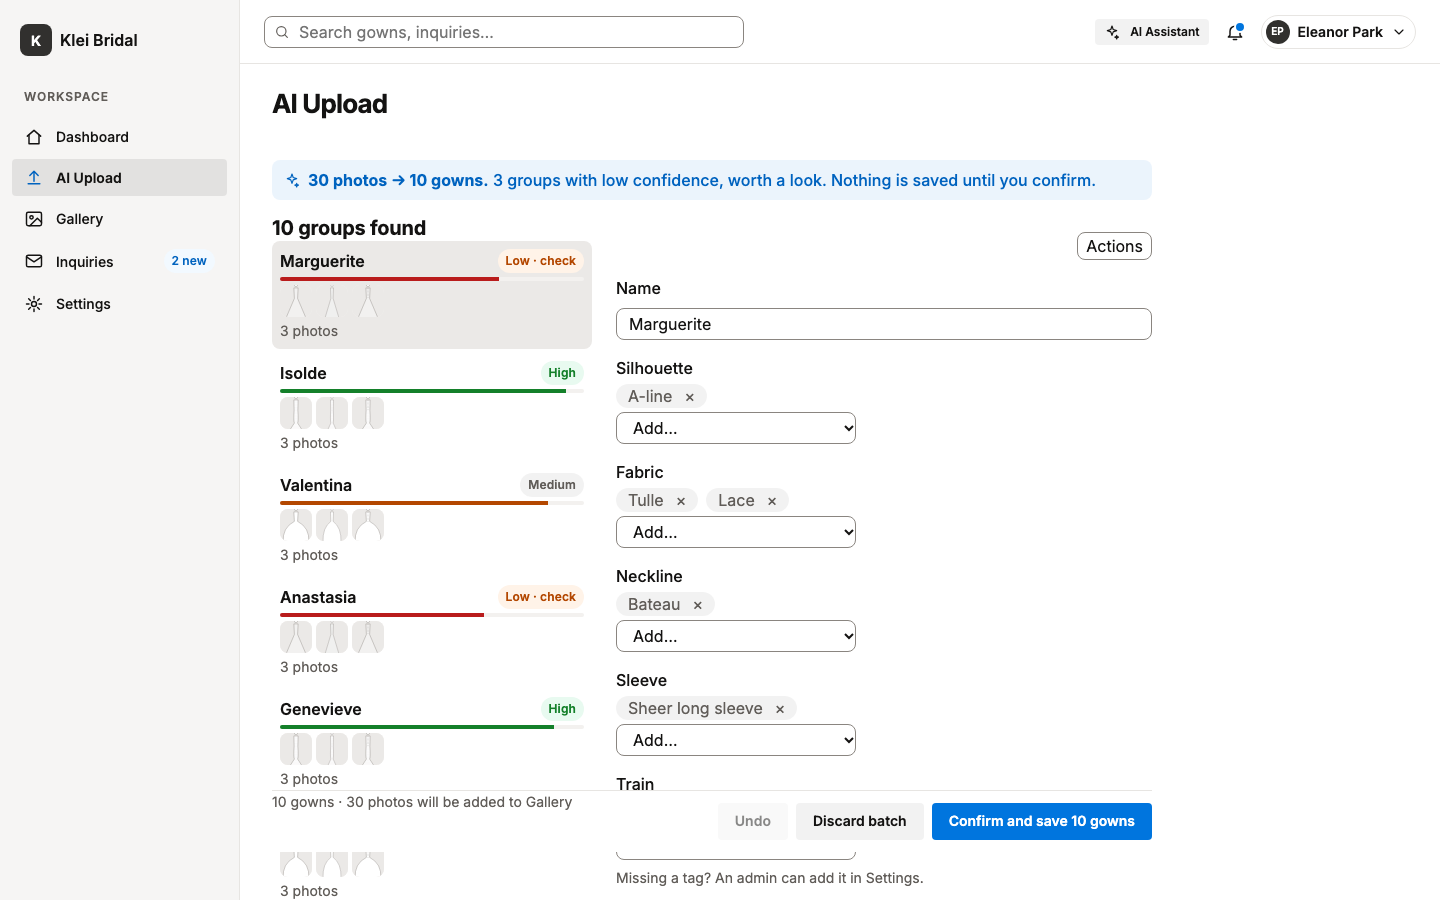 K Klei Bridal
Search gowns, inquiries...
AI Assistant
EP Eleanor Park
WORKSPACE
Dashboard
AI Upload
Gallery
Inquiries 2 new
Settings
AI Upload
30 photos → 10 gowns. 3 groups with low confidence, worth a look. Nothing is saved until you confirm.
10 groups found
Marguerite Low · check
3 photos
Isolde High
3 photos
Valentina Medium
3 photos
Anastasia Low · check
3 photos
Genevieve High
3 photos
3 photos
Actions
Name
Marguerite
Silhouette
A-line ×
Add...
Fabric
Tulle × Lace ×
Add...
Neckline
Bateau ×
Add...
Sleeve
Sheer long sleeve ×
Add...
Train
Missing a tag? An admin can add it in Settings.
10 gowns · 30 photos will be added to Gallery
Undo
Discard batch
Confirm and save 10 gowns